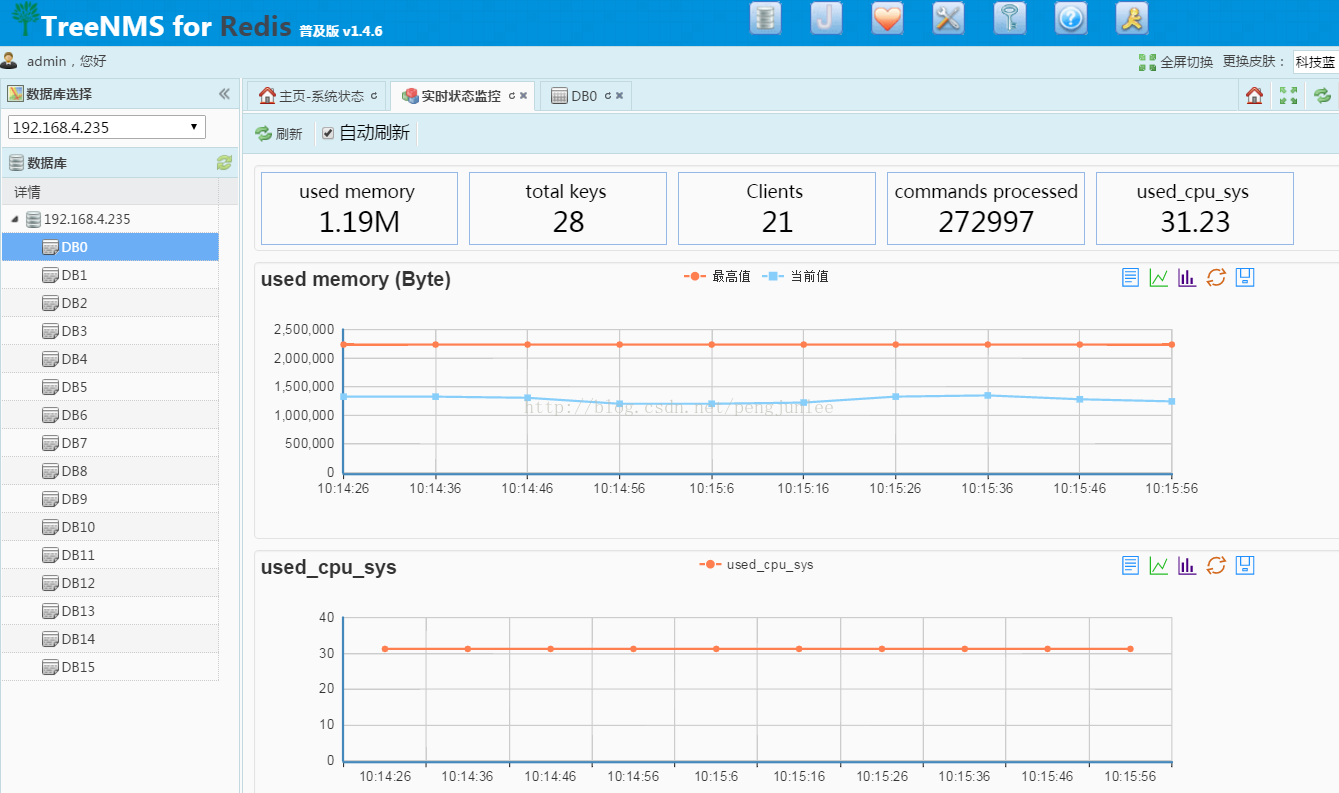 TreeNMS for Redis 普及版 v1.4.6
admin，您好
全屏切换 更换皮肤： 科技蓝
数据库选择
主页-系统状态
实时状态监控
DB0
192.168.4.235
刷新
自动刷新
数据库
详情
192.168.4.235
DB0
DB1
DB2
DB3
DB4
DB5
DB6
DB7
DB8
DB9
DB10
DB11
DB12
DB13
DB14
DB15
used memory
1.19M
total keys
28
Clients
21
commands processed
272997
used_cpu_sys
31.23
used memory (Byte)
最高值 当前值
2,500,000
2,000,000
1,500,000
1,000,000
500,000
0
10:14:26 10:14:36 10:14:46 10:14:56 10:15:6 10:15:16 10:15:26 10:15:36 10:15:46 10:15:56
http://blog.csdn.net/pengjunlee
used_cpu_sys
used_cpu_sys
40
30
20
10
0
10:14:26 10:14:36 10:14:46 10:14:56 10:15:6 10:15:16 10:15:26 10:15:36 10:15:46 10:15:56